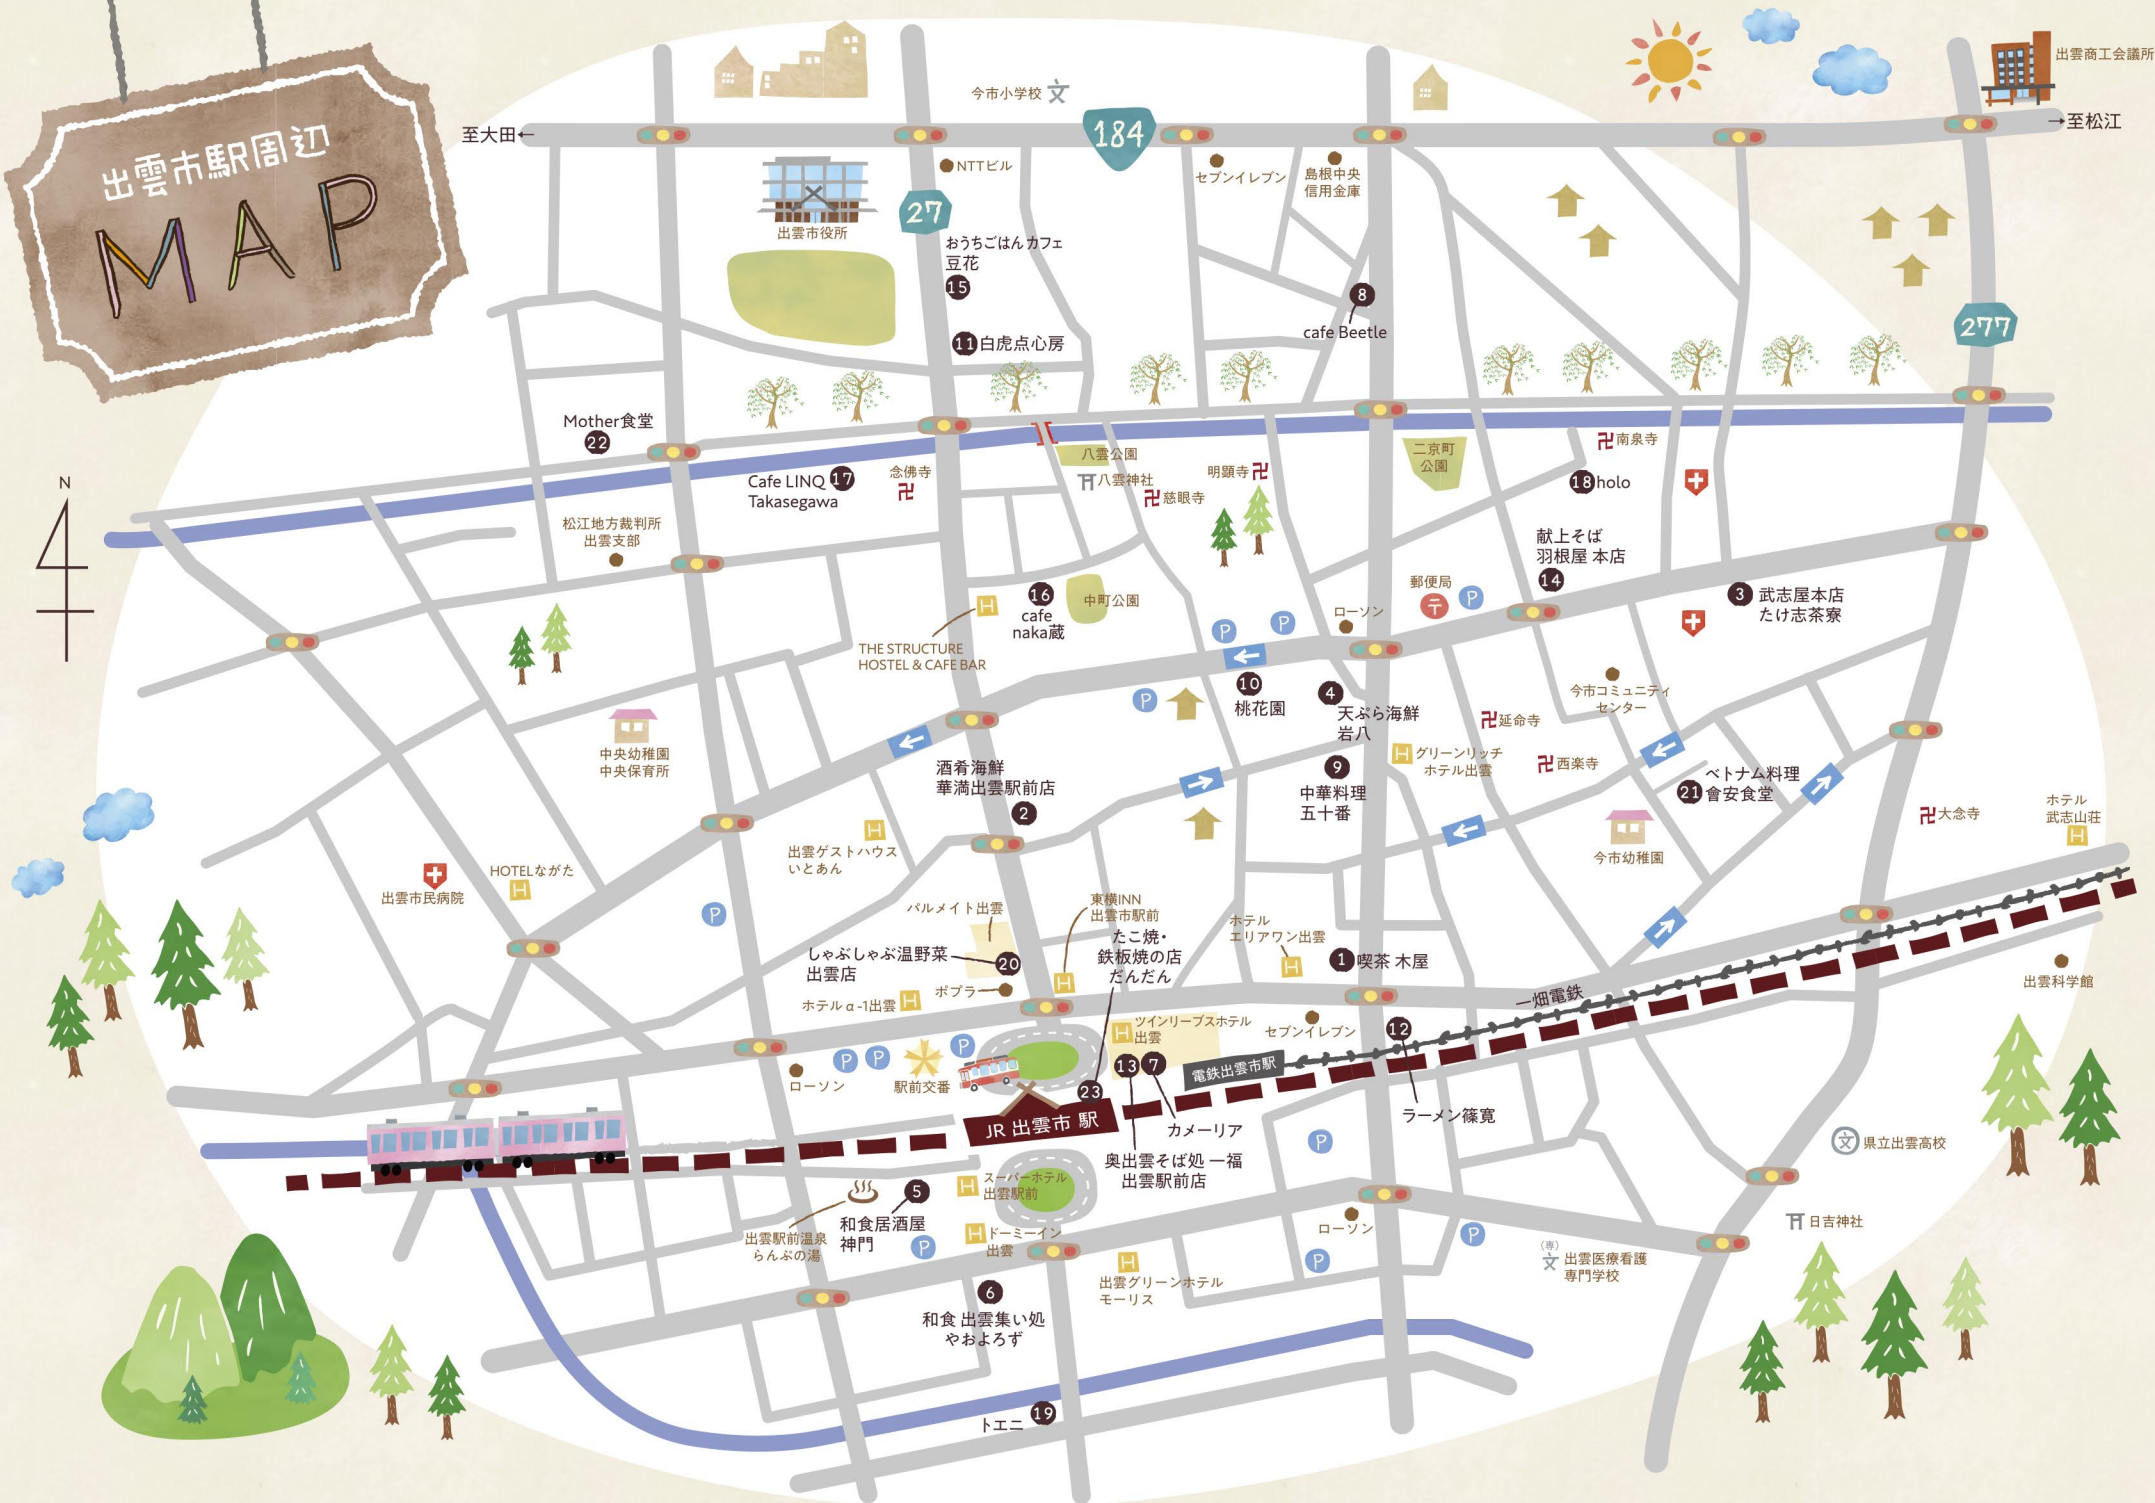 出雲市駅周辺
MAP
至大田←
今市小学校
文
184
出雲商工会議所
→至松江
NTTビル
セブンイレブン
島根中央
信用金庫
出雲市役所
27
おうちごはん カフェ
豆花
15
11 白虎点心房
8
cafe Beetle
277
Mother食堂
22
Cafe LINQ 17
Takasegawa
念佛寺
八雲公園
八雲神社
慈眼寺
明顕寺
二京町
公園
南泉寺
18 holo
N
松江地方裁判所
出雲支部
献上そば
羽根屋 本店
14
3 武志屋本店
たけ志茶寮
16
cafe
naka蔵
中町公園
H
THE STRUCTURE
HOSTEL & CAFE BAR
郵便局
〒
P
ローソン
P
P
10
桃花園
4
天ぷら海鮮
岩八
P
今市コミュニティ
センター
延命寺
西楽寺
H グリーンリッチ
ホテル出雲
中央幼稚園
中央保育所
酒肴海鮮
華満出雲駅前店
2
9
中華料理
五十番
ベトナム料理
21 會安食堂
大念寺
ホテル
武志山荘
H
今市幼稚園
H
出雲ゲストハウス
いとあん
出雲市民病院
HOTELながた
H
P
パルメイト出雲
東横INN
出雲市駅前
H
しゃぶしゃぶ温野菜
出雲店
20
たこ焼・
鉄板焼の店
だんだん
ホテル
エリアワン出雲
H
1 喫茶 木屋
ホテルα-1出雲 H
ポプラ
一畑電鉄
出雲科学館
H ツインリーブスホテル
出雲
セブンイレブン
12
13 7
電鉄出雲市駅
ローソン
P P
駅前交番
P
23
JR 出雲市 駅
カメーリア
ラーメン篠寛
奥出雲そば処 一福
出雲駅前店
P
文 県立出雲高校
H スーパーホテル
出雲駅前
5
和食居酒屋
神門
出雲駅前温泉
らんぷの湯
P
H ドーミーイン
出雲
H
出雲グリーンホテル
モーリス
ローソン
P
P
日吉神社
(専)
文 出雲医療看護
専門学校
6
和食 出雲集い処
やおよろず
トエニ 19